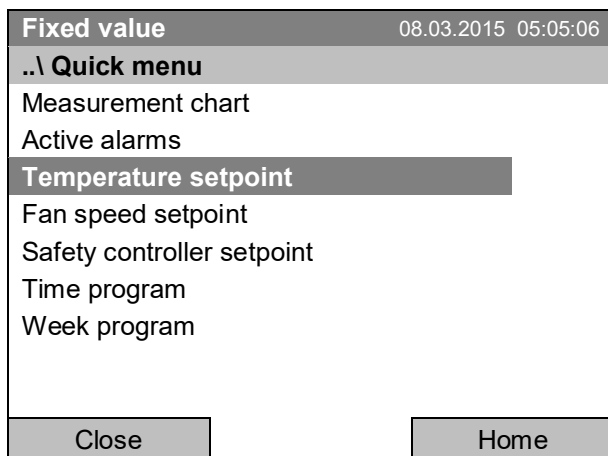 Fixed value 08.03.2015 05:05:06
..\ Quick menu
Measurement chart
Active alarms
Temperature setpoint
Fan speed setpoint
Safety controller setpoint
Time program
Week program
Close Home